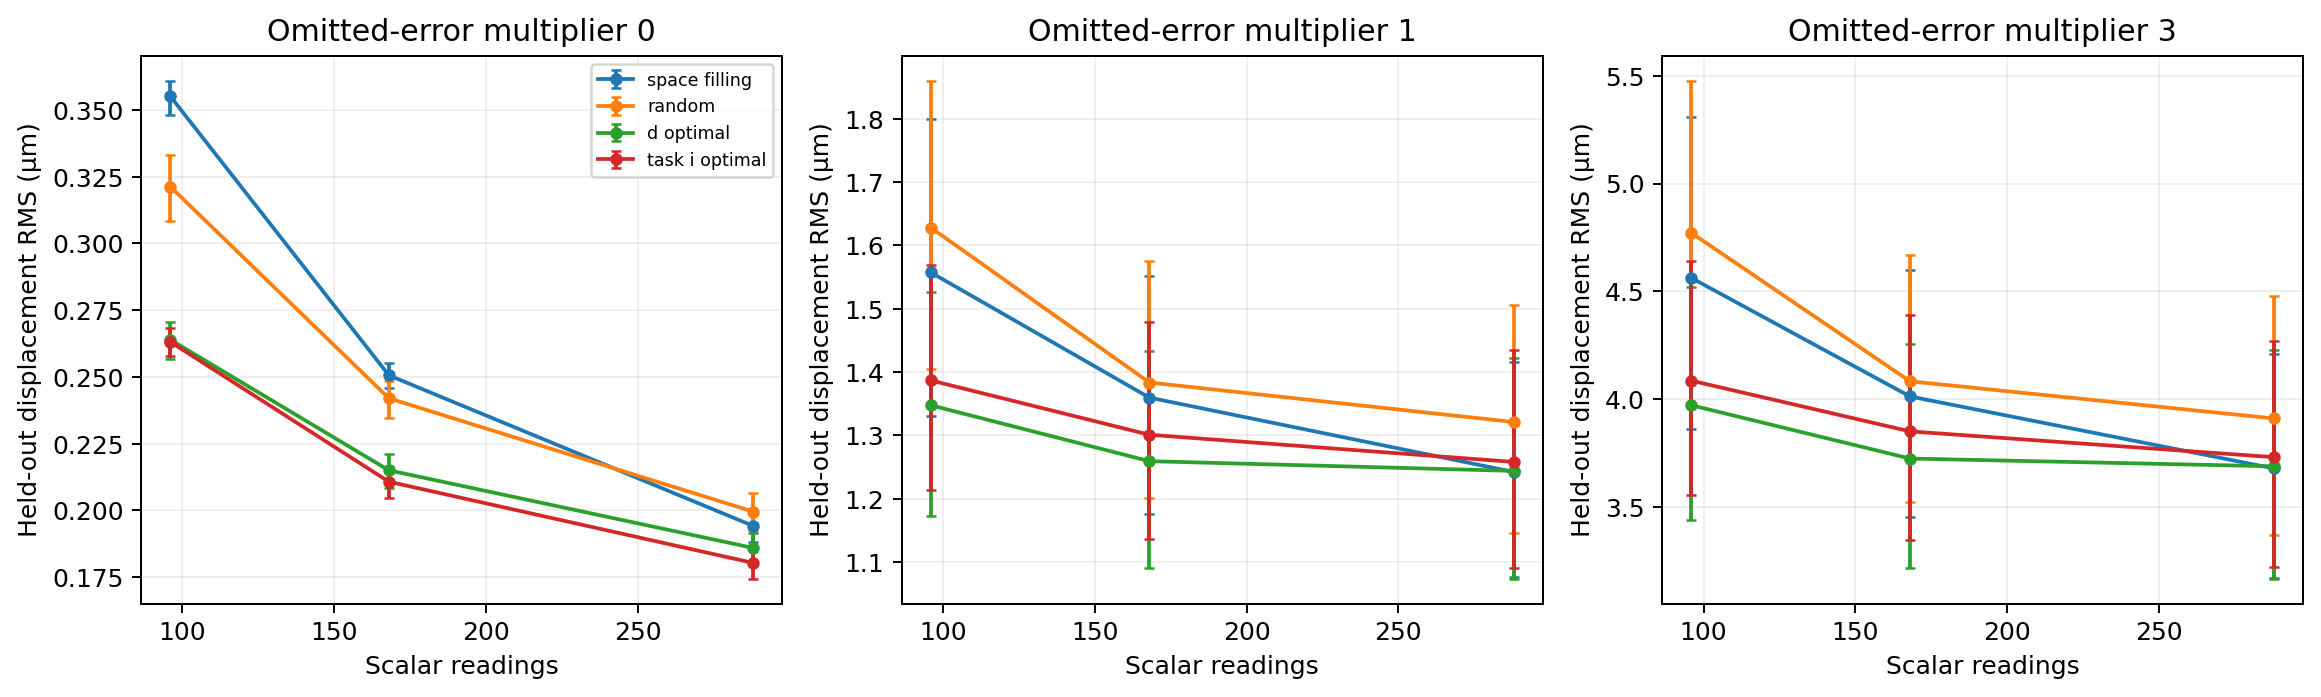 Omitted-error multiplier 0
Held-out displacement RMS (μm)
0.350
0.325
0.300
0.275
0.250
0.225
0.200
0.175
space filling
random
d optimal
task i optimal
100 150 200 250
Scalar readings
Omitted-error multiplier 1
Held-out displacement RMS (μm)
1.8
1.7
1.6
1.5
1.4
1.3
1.2
1.1
100 150 200 250
Scalar readings
Omitted-error multiplier 3
Held-out displacement RMS (μm)
5.5
5.0
4.5
4.0
3.5
100 150 200 250
Scalar readings